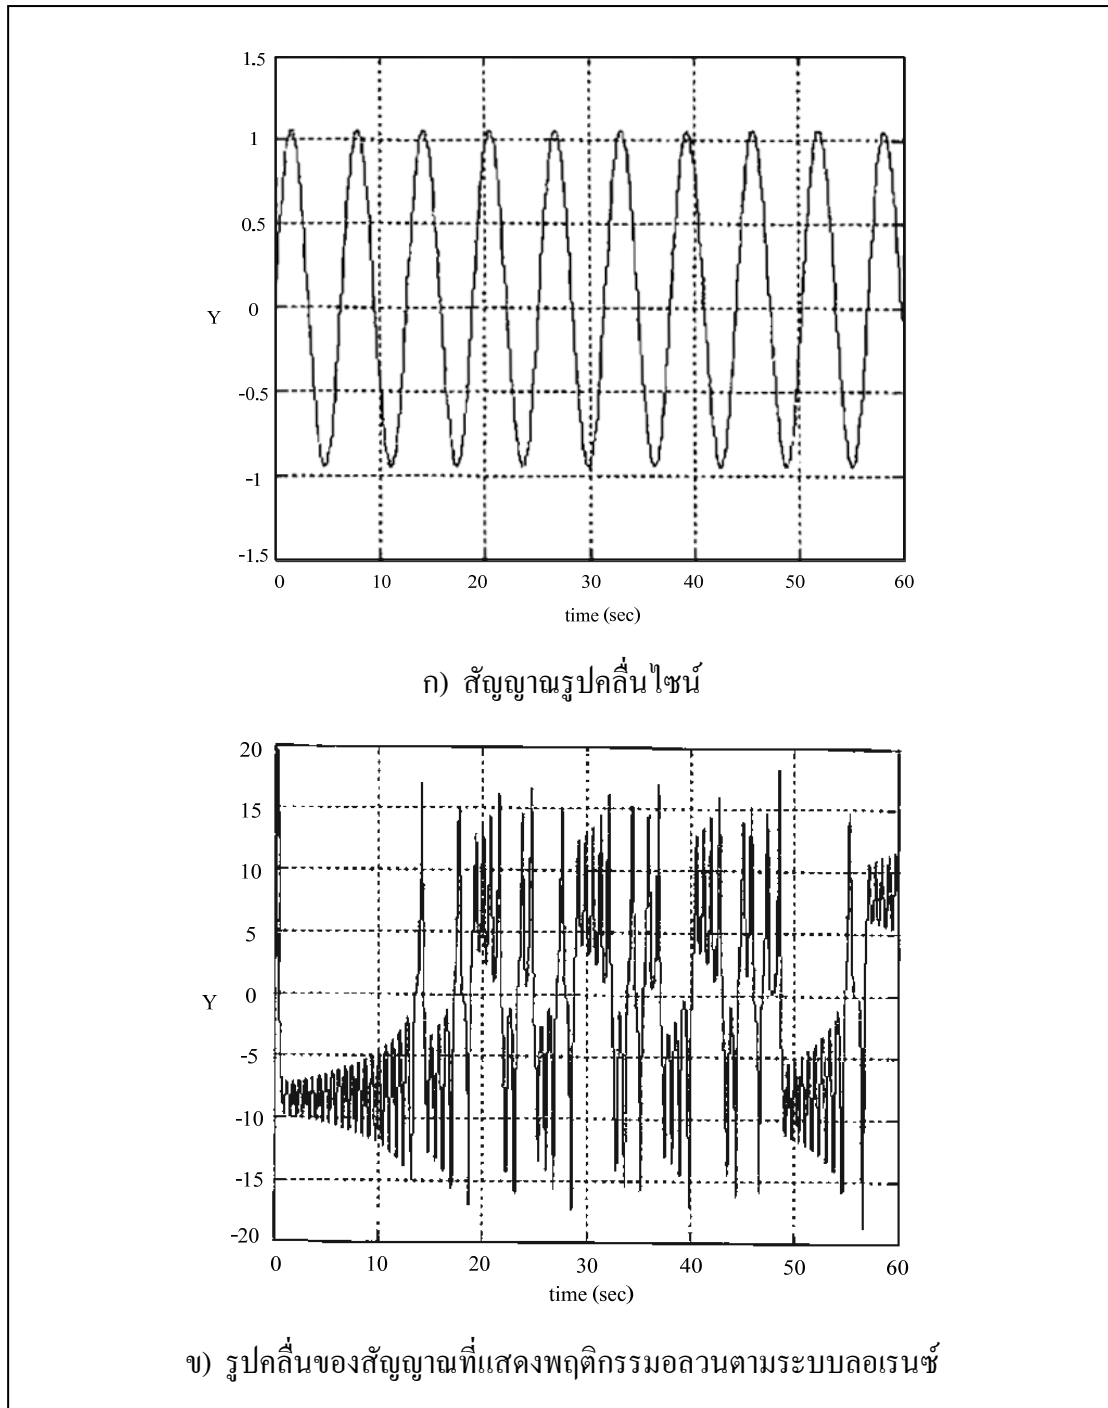 1.5
1
0.5
Y 0
-0.5
-1
-1.5
0 10 20 30 40 50 60
time (sec)
ก) สัญญาณรูปคลื่นไซน์
20
15
10
5
Y 0
-5
-10
-15
-20
0 10 20 30 40 50 60
time (sec)
ข) รูปคลื่นของสัญญาณที่แสดงพฤติกรรมอลวนตามระบบลอเรนซ์